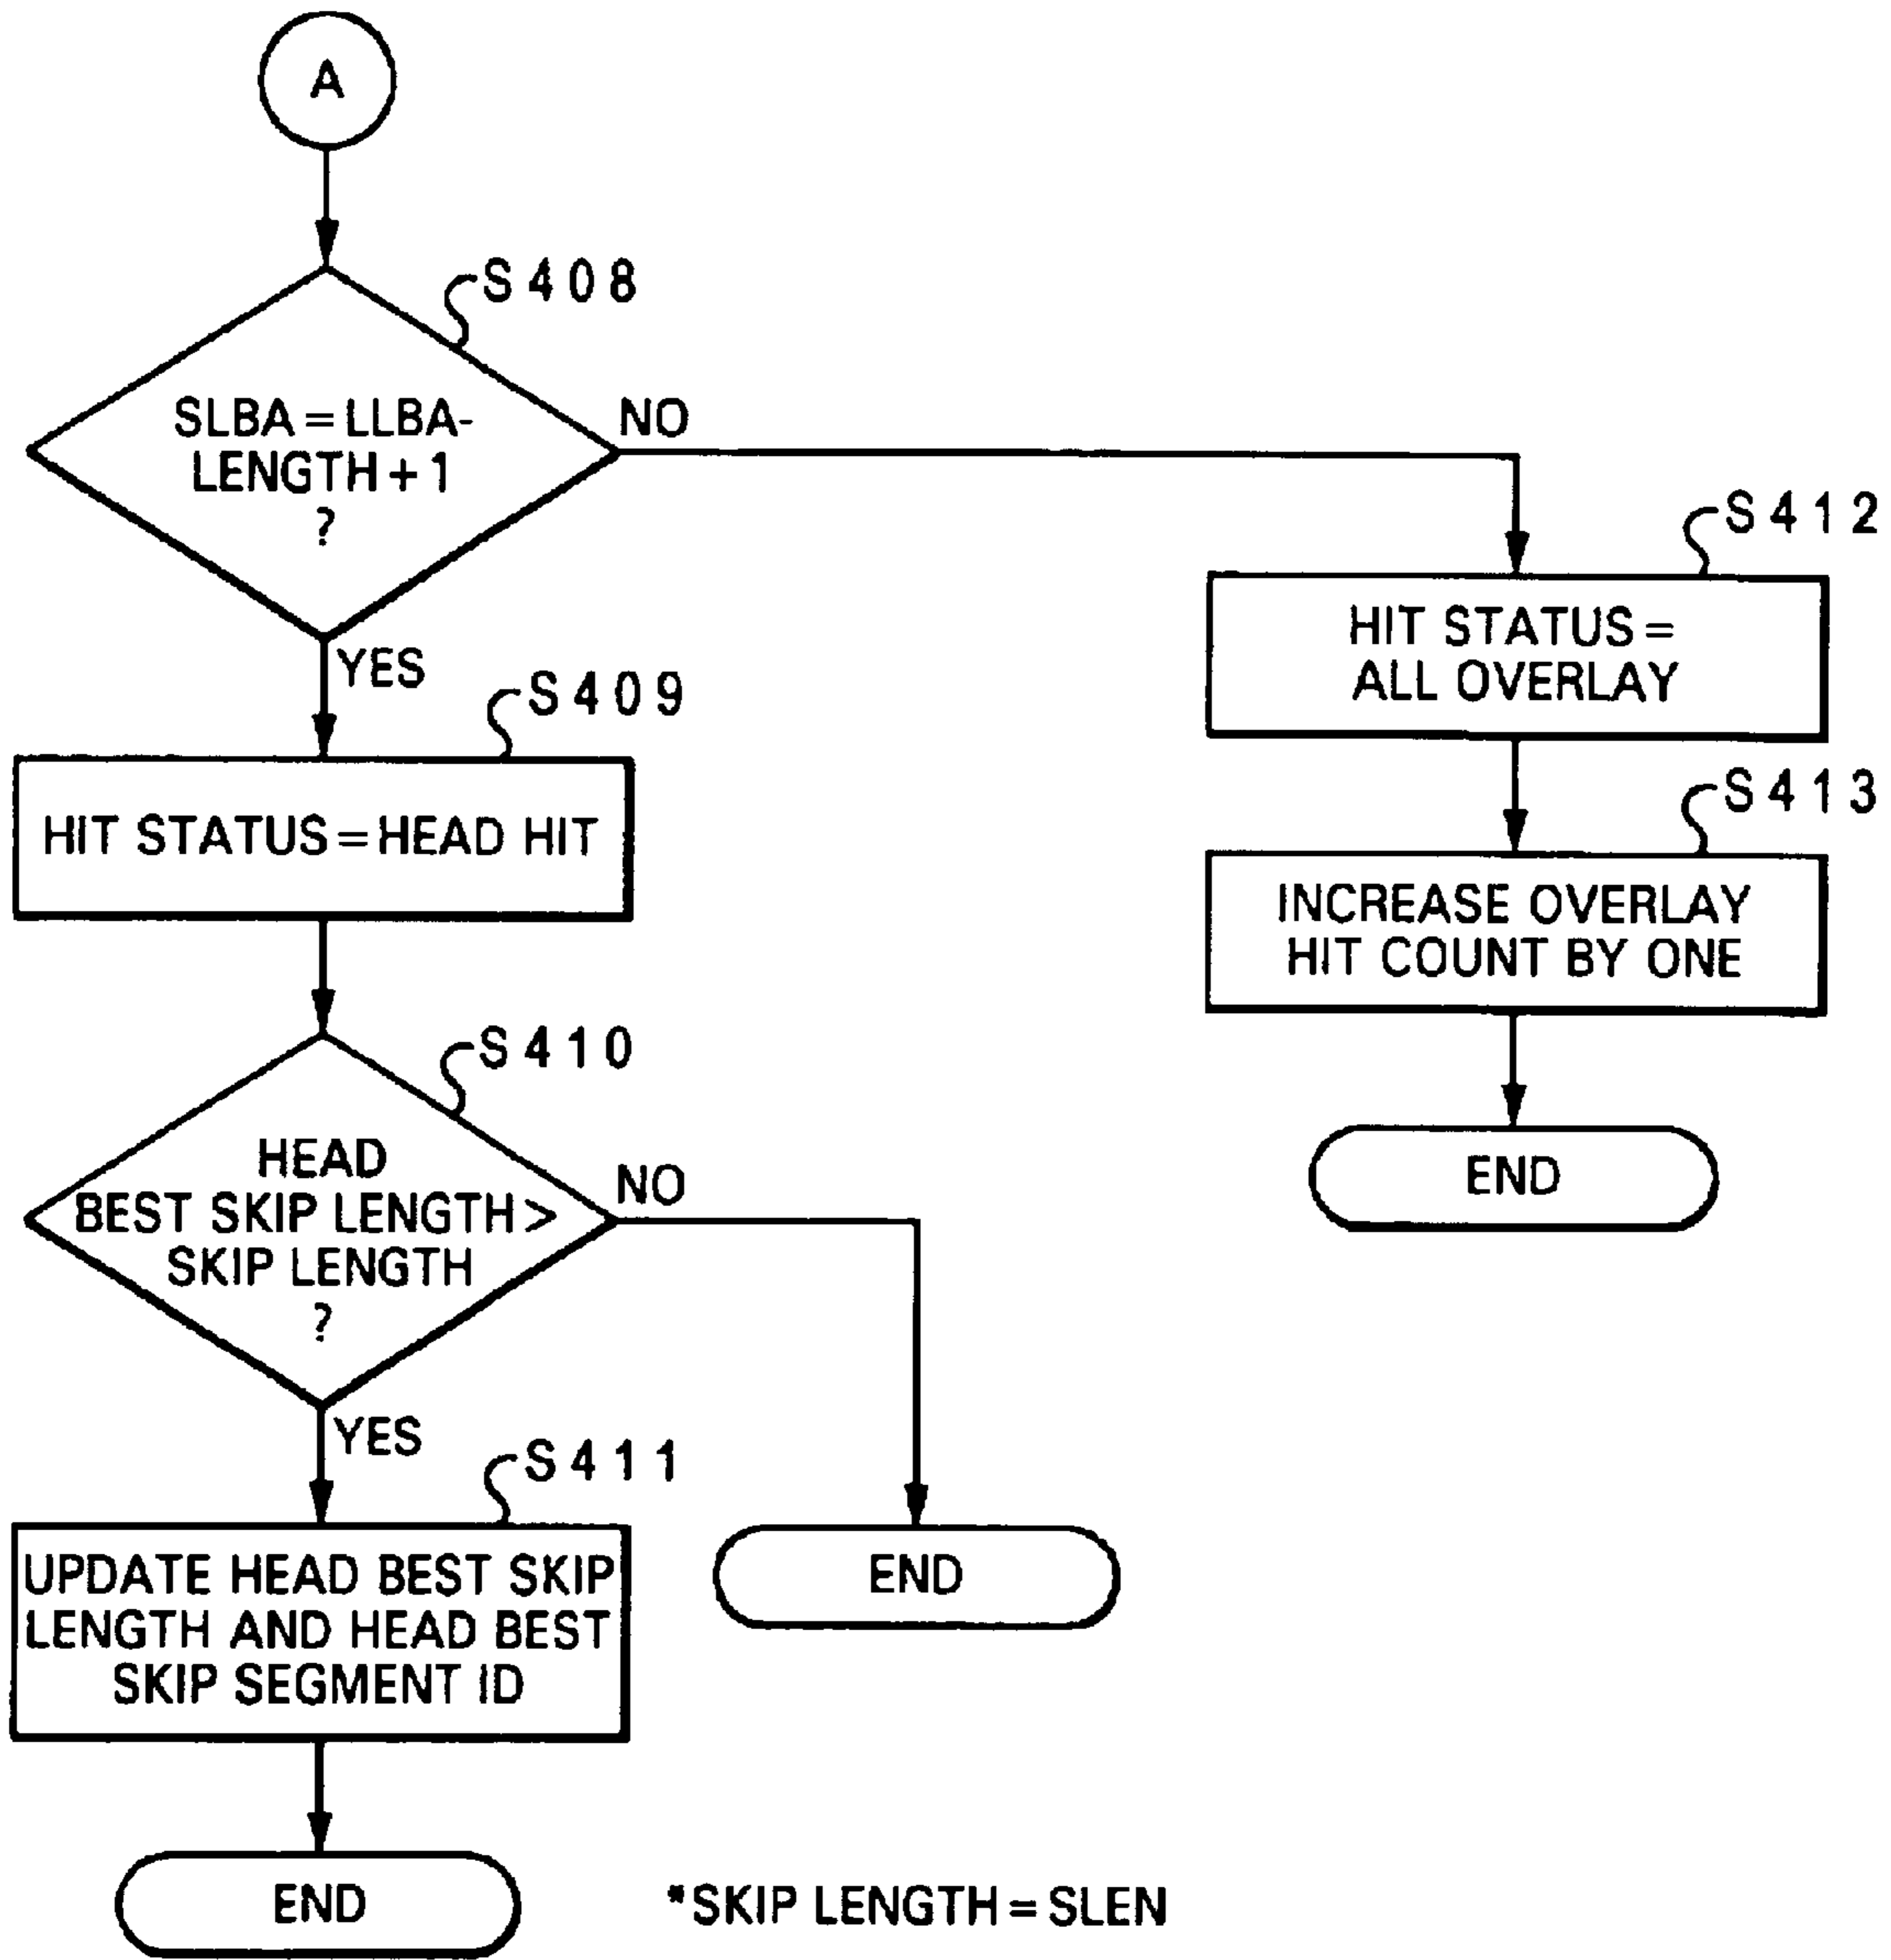 A
S408
SLBA=LLBA-
LENGTH+1
?
NO
YES
S409
HIT STATUS=HEAD HIT
S410
HEAD
BEST SKIP LENGTH>
SKIP LENGTH
?
NO
YES
S411
UPDATE HEAD BEST SKIP
LENGTH AND HEAD BEST
SKIP SEGMENT ID
END
END
S412
HIT STATUS=
ALL OVERLAY
S413
INCREASE OVERLAY
HIT COUNT BY ONE
END
*SKIP LENGTH=SLEN